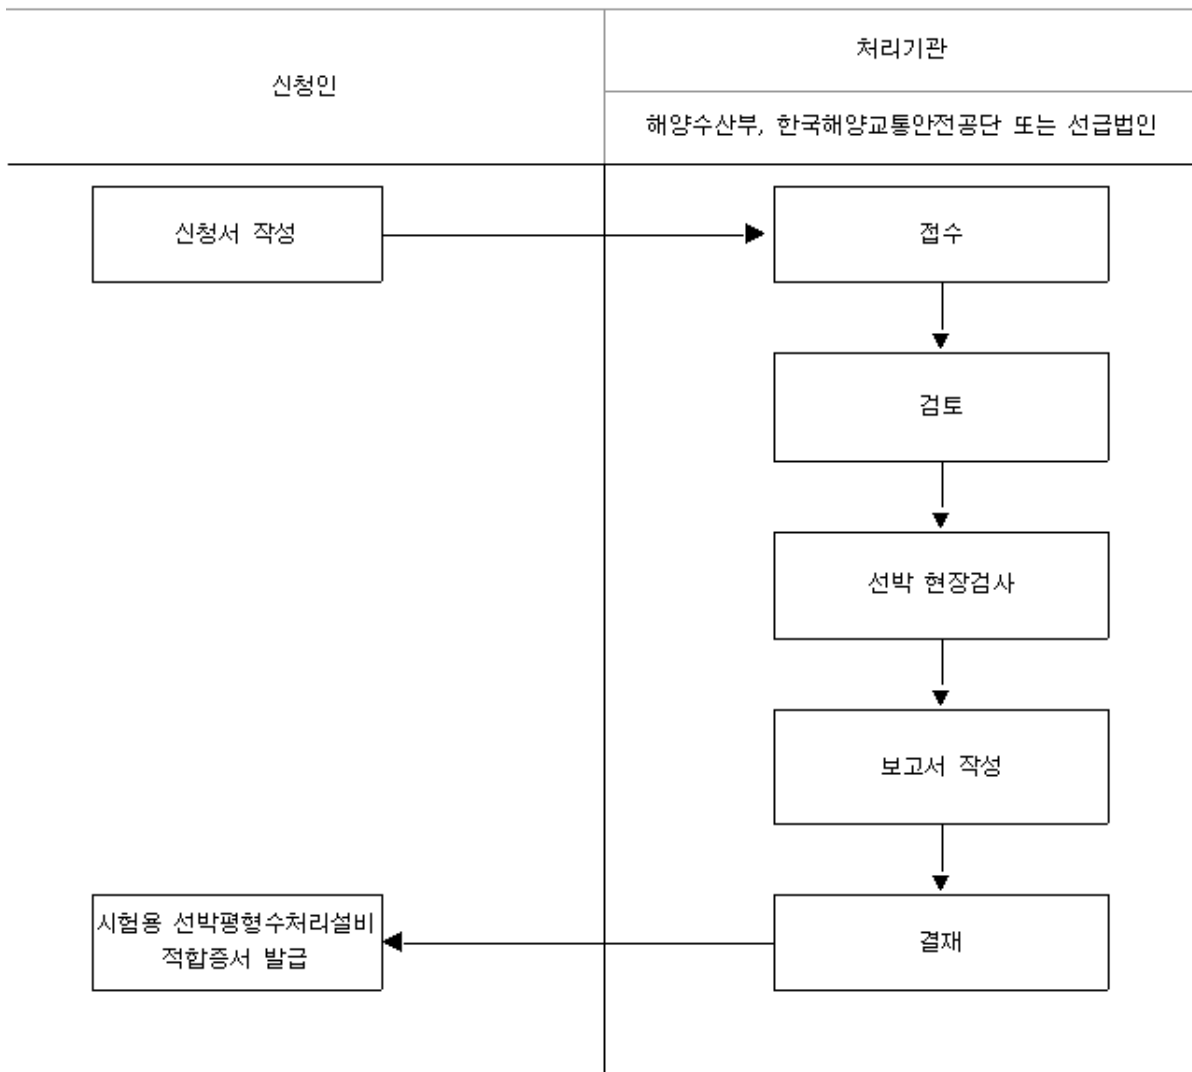 신청인
처리기관
해양수산부, 한국해양교통안전공단 또는 선급법인
신청서 작성
접수
검토
선박 현장검사
보고서 작성
결재
시험용 선박평형수처리설비
적합증서 발급